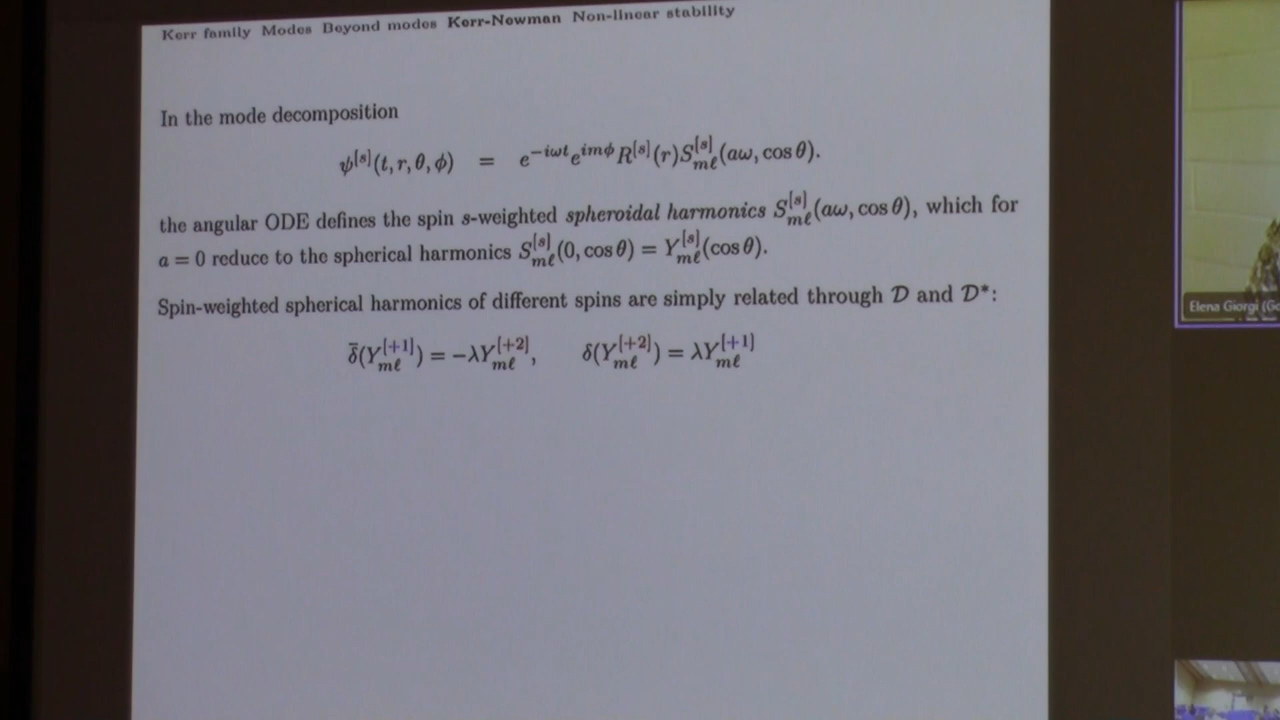 Kerr family Modes Beyond modes Kerr-Newman Non-linear stability
In the mode decomposition
ψ^{[s]}(t, r, θ, ϕ) = e^{-iωt}e^{imϕ}R^{[s]}(r)S^{[s]}_{mℓ}(aω, cos θ).
the angular ODE defines the spin s-weighted spheroidal harmonics S^{[s]}_{mℓ}(aω, cos θ), which for
a = 0 reduce to the spherical harmonics S^{[s]}_{mℓ}(0, cos θ) = Y^{[s]}_{mℓ}(cos θ).
Spin-weighted spherical harmonics of different spins are simply related through 𝒟 and 𝒟*:
δ̄(Y^{[+1]}_{mℓ}) = −λY^{[+2]}_{mℓ}, δ(Y^{[+2]}_{mℓ}) = λY^{[+1]}_{mℓ}
Elena Giorgi